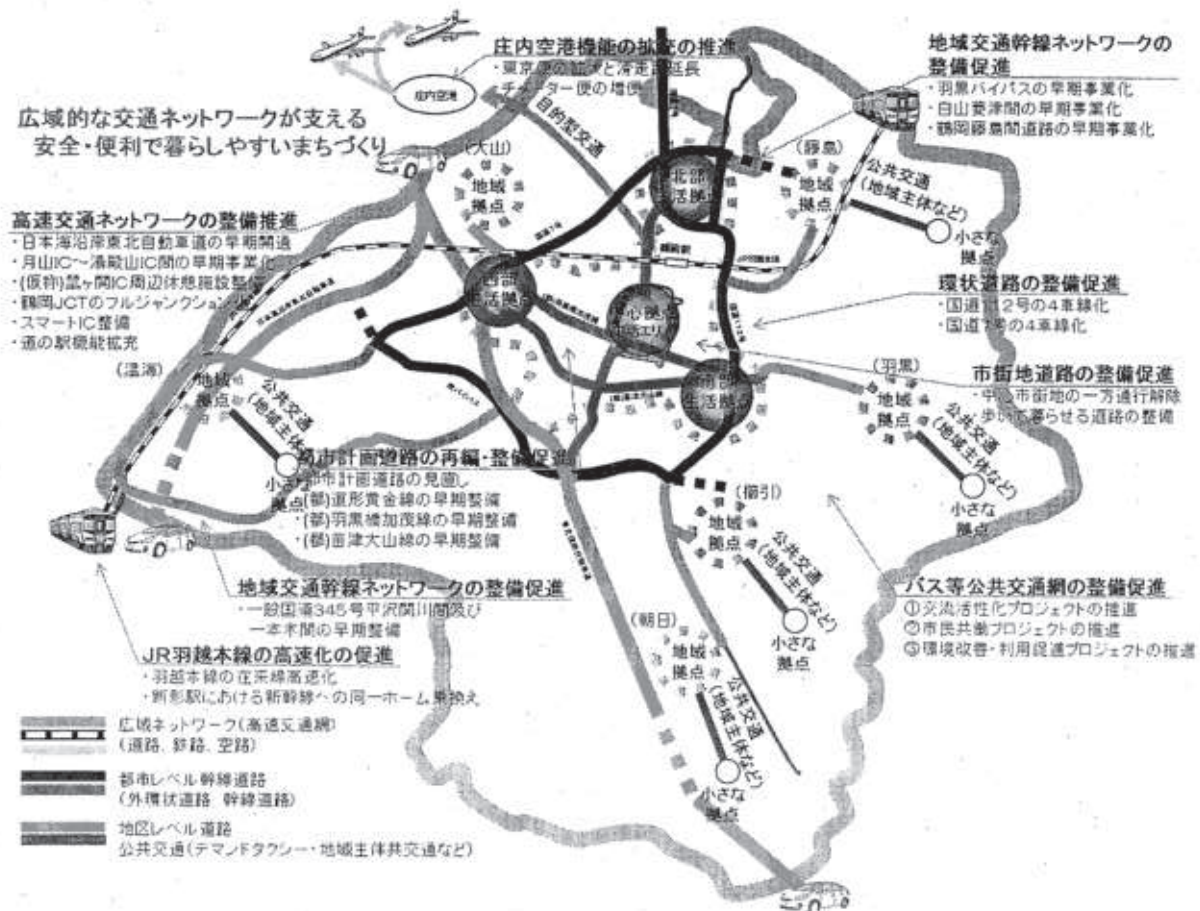 庄内空港機能の拡充の推進
・東京便の拡大と滑走路延長
・チャーター便の増便
庄内空港
地域交通幹線ネットワークの
整備促進
・羽黒バイパスの早期事業化
・白山菱津間の早期事業化
・鶴岡藤島間道路の早期事業化
広域的な交通ネットワークが支える
安全・便利で暮らしやすいまちづくり
目的型交通
(大山)
地域
拠点
北部
生活拠点
(藤島)
地域
拠点
公共交通
(地域主体など)
小さな
拠点
高速交通ネットワークの整備推進
・日本海沿岸東北自動車道の早期開通
・月山IC～湯殿山IC間の早期事業化
・(仮称)鼠ヶ関IC周辺休憩施設整備
・鶴岡JCTのフルジャンクション化
・スマートIC整備
・道の駅機能拡充
国道7号
西部
生活拠点
国道112号
環状道路の整備促進
・国道112号の4車線化
・国道7号の4車線化
南部
生活拠点
市街地道路の整備促進
・中心市街地の一方通行解除
・歩いて暮らせる道路の整備
(羽黒)
地域
拠点
公共交通
(地域主体など)
小さな
拠点
(温海)
地域
拠点
公共交通
(地域主体など)
小さな
拠点
都市計画道路の再編・整備促進
・都市計画道路の見直し
・(都)道形黄金線の早期整備
・(都)羽黒橋加茂線の早期整備
・(都)苗津大山線の早期整備
(櫛引)
地域
拠点
公共交通
(地域主体など)
小さな
拠点
地域交通幹線ネットワークの整備促進
・一般国道345号平沢関川間及び
一本木間の早期整備
バス等公共交通網の整備促進
①交流活性化プロジェクトの推進
②市民共働プロジェクトの推進
③環境改善・利用促進プロジェクトの推進
JR羽越本線の高速化の促進
・羽越本線の在来線高速化
・新潟駅における新幹線への同一ホーム乗換え
(朝日)
地域
拠点
公共交通
(地域主体など)
小さな
拠点
広域ネットワーク(高速交通網)
(道路、鉄路、空路)
都市レベル幹線道路
(外環状道路 幹線道路)
地区レベル道路
公共交通(デマンドタクシー・地域主体共交通など)